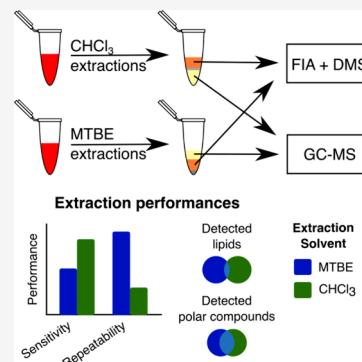 CHCl3
extractions
FIA + DMS
MTBE
extractions
GC-MS
Extraction performances
Performance
Sensitivity
Repeatability
Detected
lipids
Detected
polar compounds
Extraction
Solvent
MTBE
CHCl3